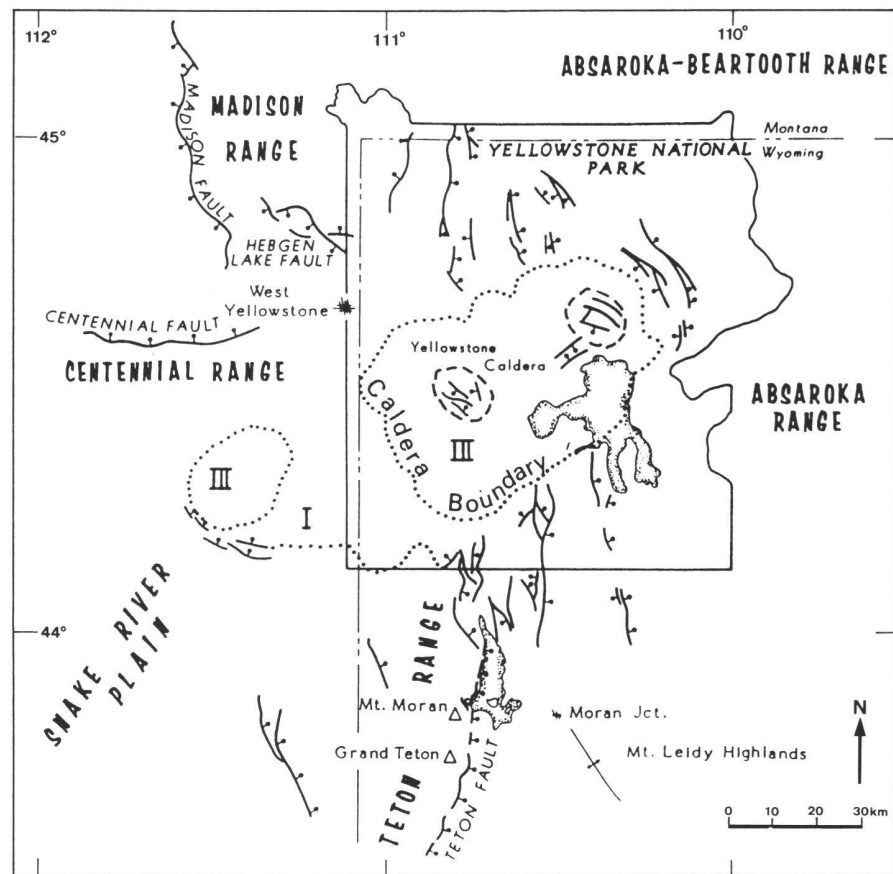 112°
111°
110°
ABSAROKA-BEARTOOTH RANGE
MADISON
RANGE
MADISON FAULT
45°
Montana
Wyoming
YELLOWSTONE NATIONAL
PARK
HEBGEN
LAKE FAULT
West
Yellowstone
CENTENNIAL FAULT
CENTENNIAL RANGE
Yellowstone
Caldera
ABSAROKA
RANGE
Caldera
Boundary
III
III
I
SNAKE RIVER
PLAIN
44°
TETON
RANGE
Mt. Moran
Moran Jct.
Grand Teton
Mt. Leidy Highlands
TETON FAULT
N
0 10 20 30km